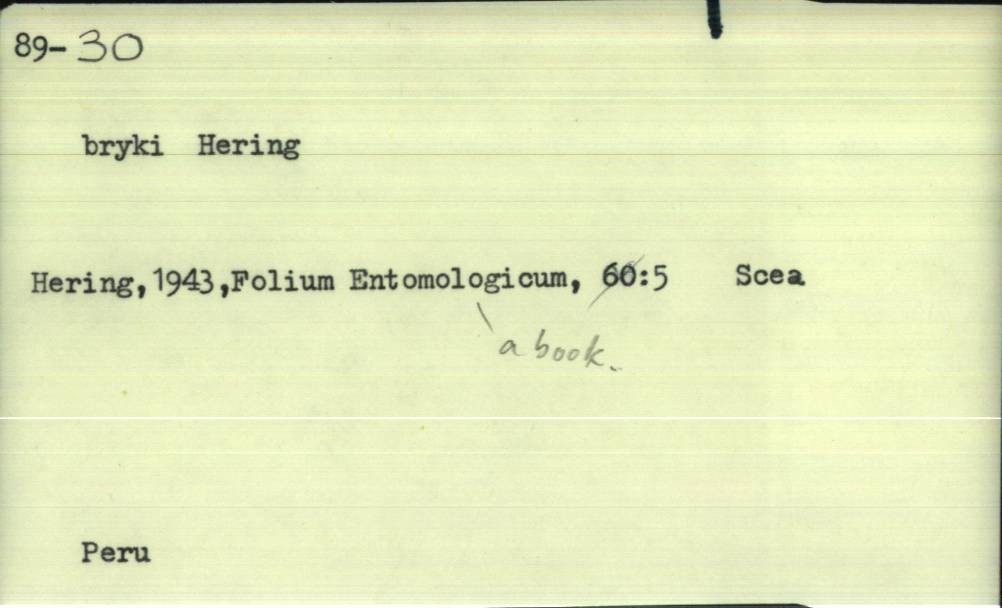 89-30
bryki Hering
Hering,1943,Folium Entomologicum, 60:5 Scea
a book.
Peru